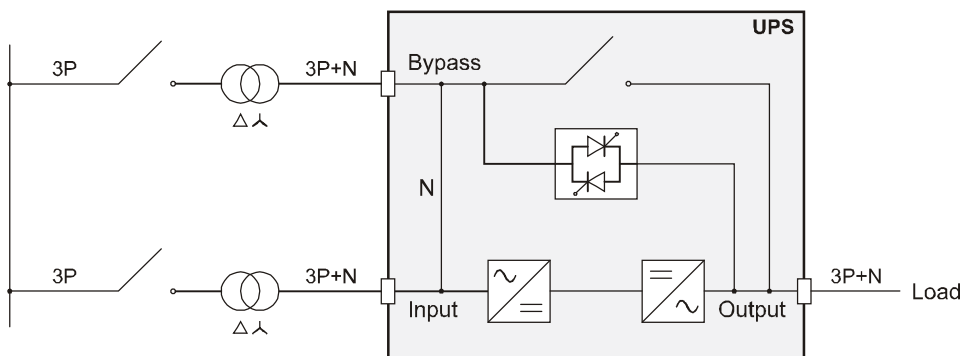 UPS
3P
3P+N
Bypass
N
3P
3P+N
Input
Output
3P+N
Load